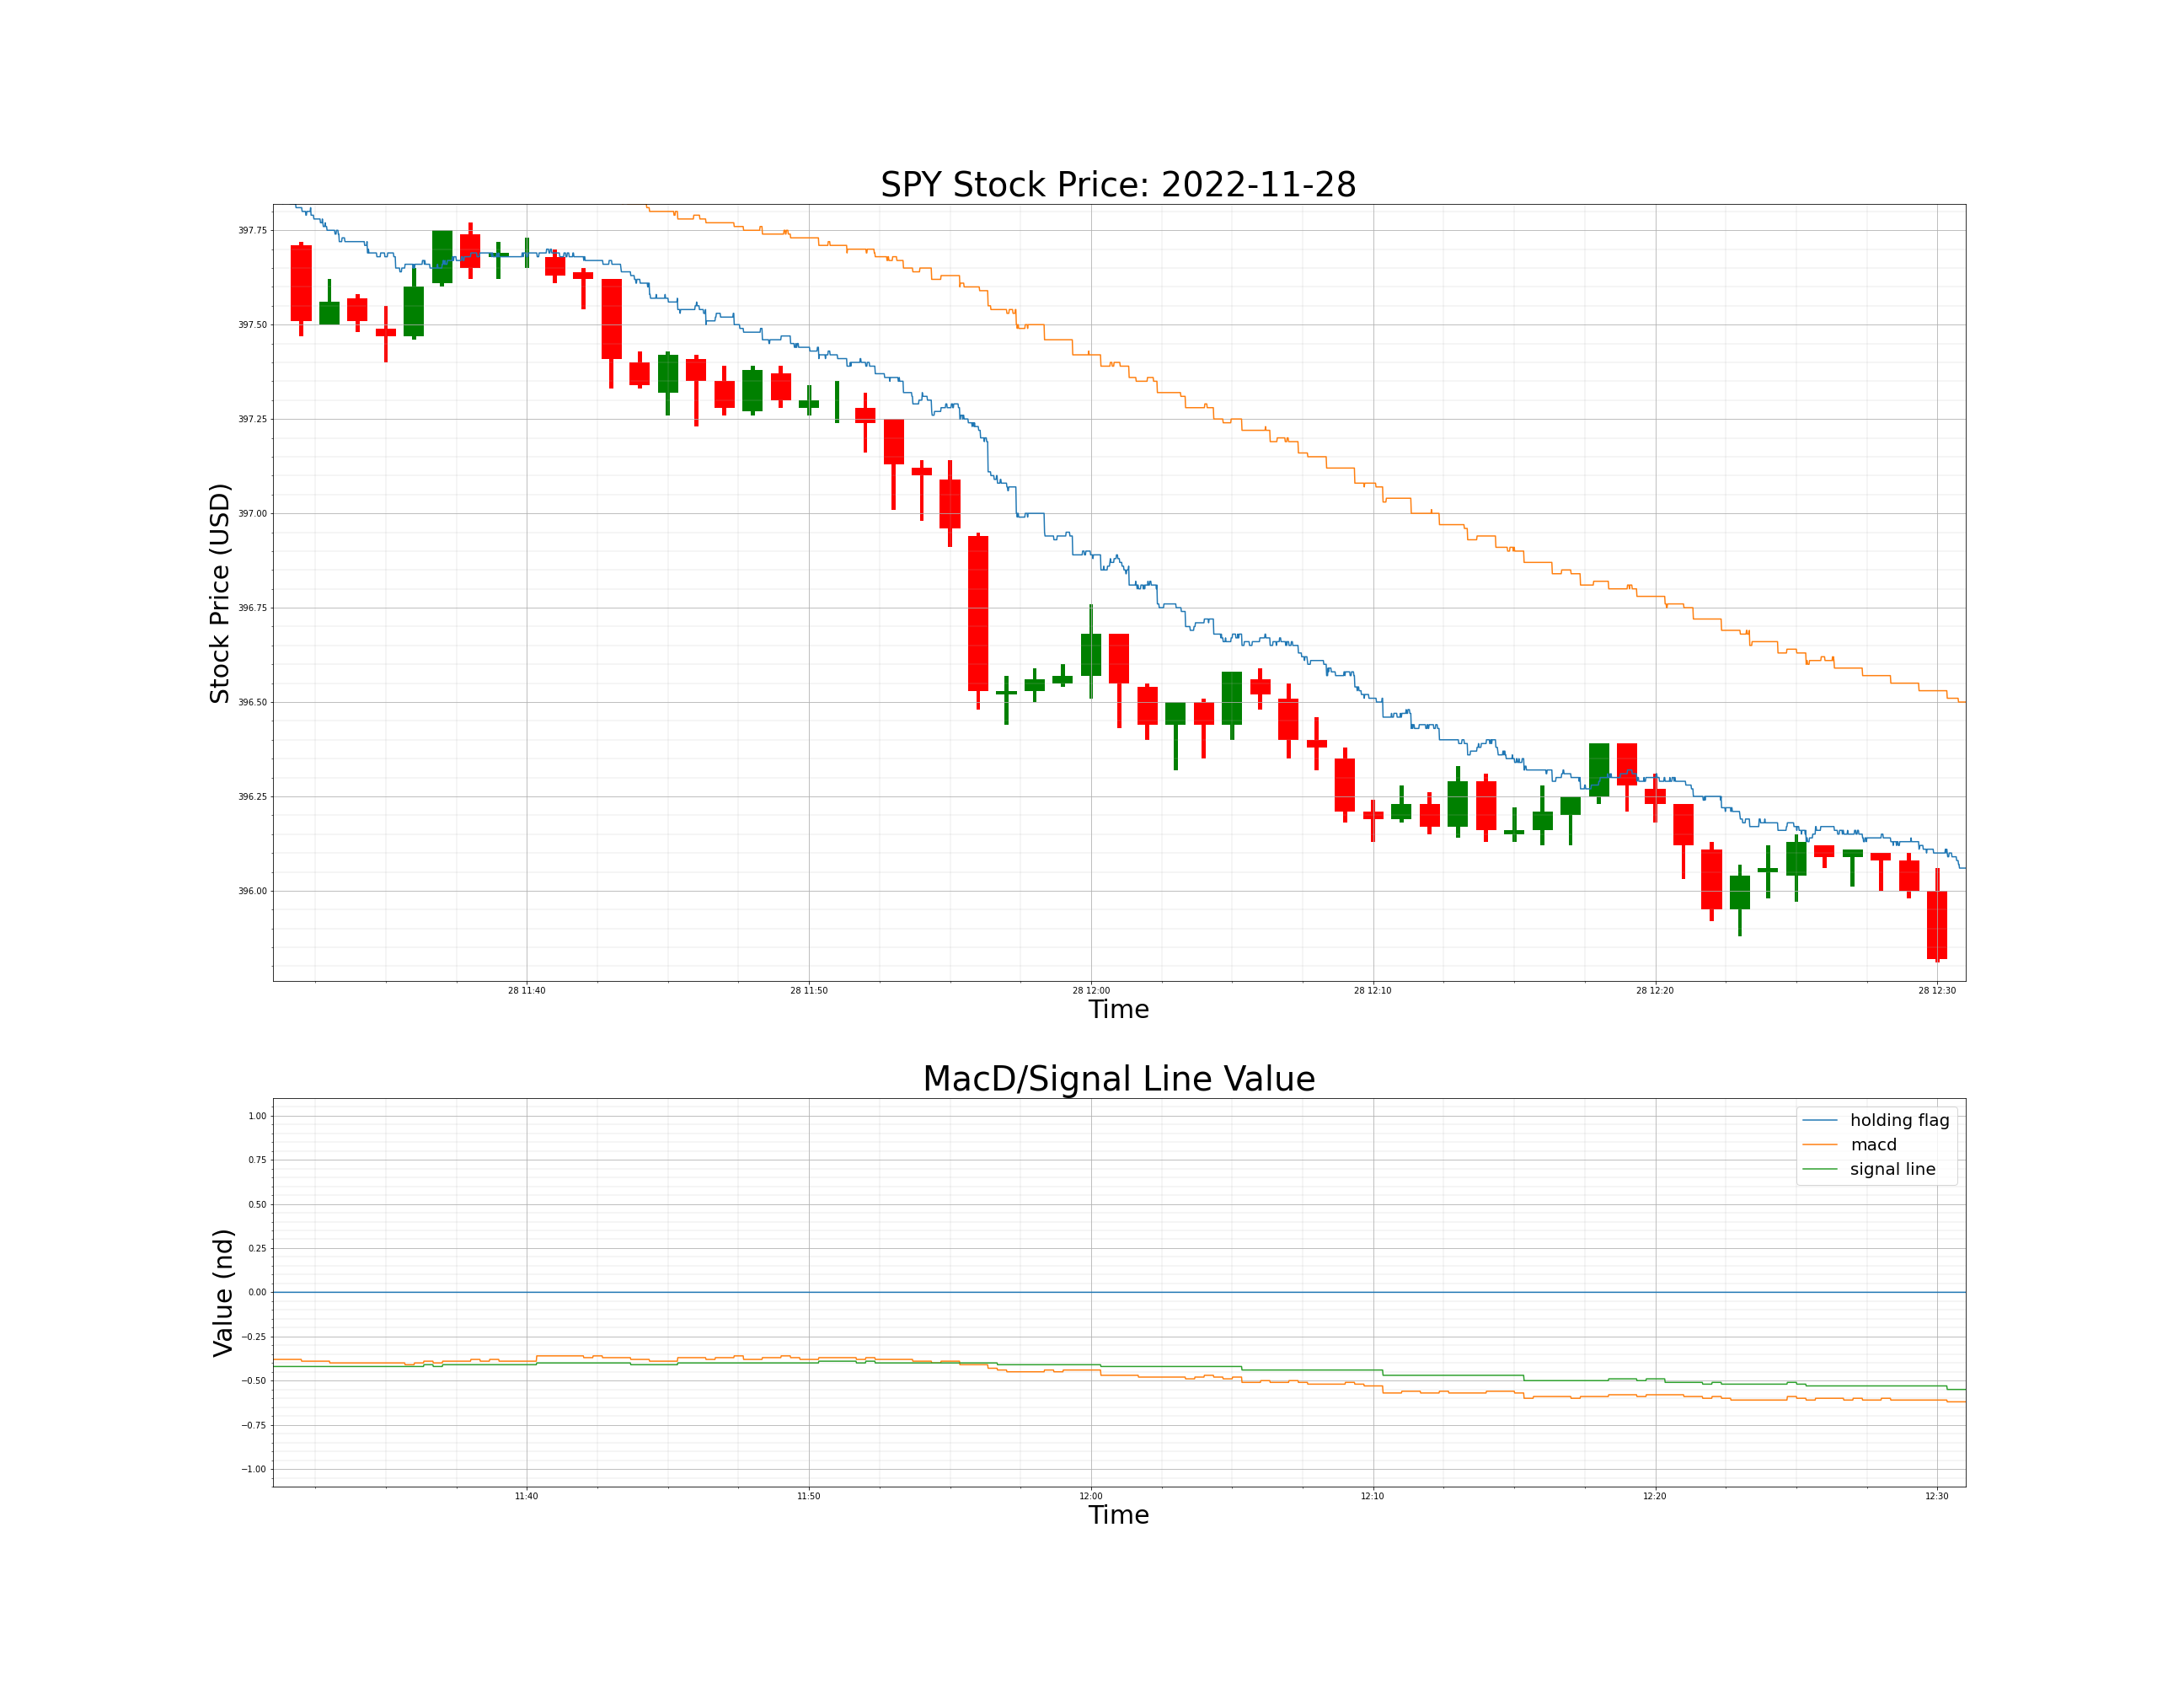 SPY Stock Price: 2022-11-28
Stock Price (USD)
397.75
397.50
397.25
397.00
396.75
396.50
396.25
396.00
28 11:40 28 11:50 28 12:00 28 12:10 28 12:20 28 12:30
Time
MacD/Signal Line Value
Value (nd)
1.00
0.75
0.50
0.25
0.00
−0.25
−0.50
−0.75
−1.00
holding flag
macd
signal line
11:40 11:50 12:00 12:10 12:20 12:30
Time